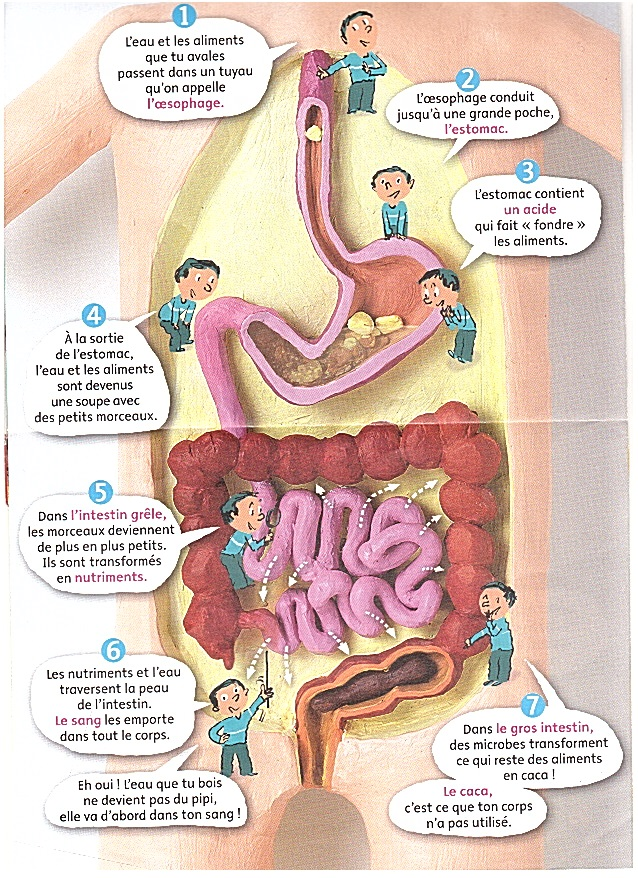 1
L'eau et les aliments
que tu avales
passent dans un tuyau
qu'on appelle
l'œsophage.
2
L'œsophage conduit
jusqu'à une grande poche,
l'estomac.
3
L'estomac contient
un acide
qui fait « fondre »
les aliments.
4
À la sortie
de l'estomac,
l'eau et les aliments
sont devenus
une soupe avec
des petits morceaux.
5
Dans l'intestin grêle,
les morceaux deviennent
de plus en plus petits.
Ils sont transformés
en nutriments.
6
Les nutriments et l'eau
traversent la peau
de l'intestin.
Le sang les emporte
dans tout le corps.
Eh oui ! L'eau que tu bois
ne devient pas du pipi,
elle va d'abord dans ton sang !
7
Dans le gros intestin,
des microbes transforment
ce qui reste des aliments
en caca !
Le caca,
c'est ce que ton corps
n'a pas utilisé.